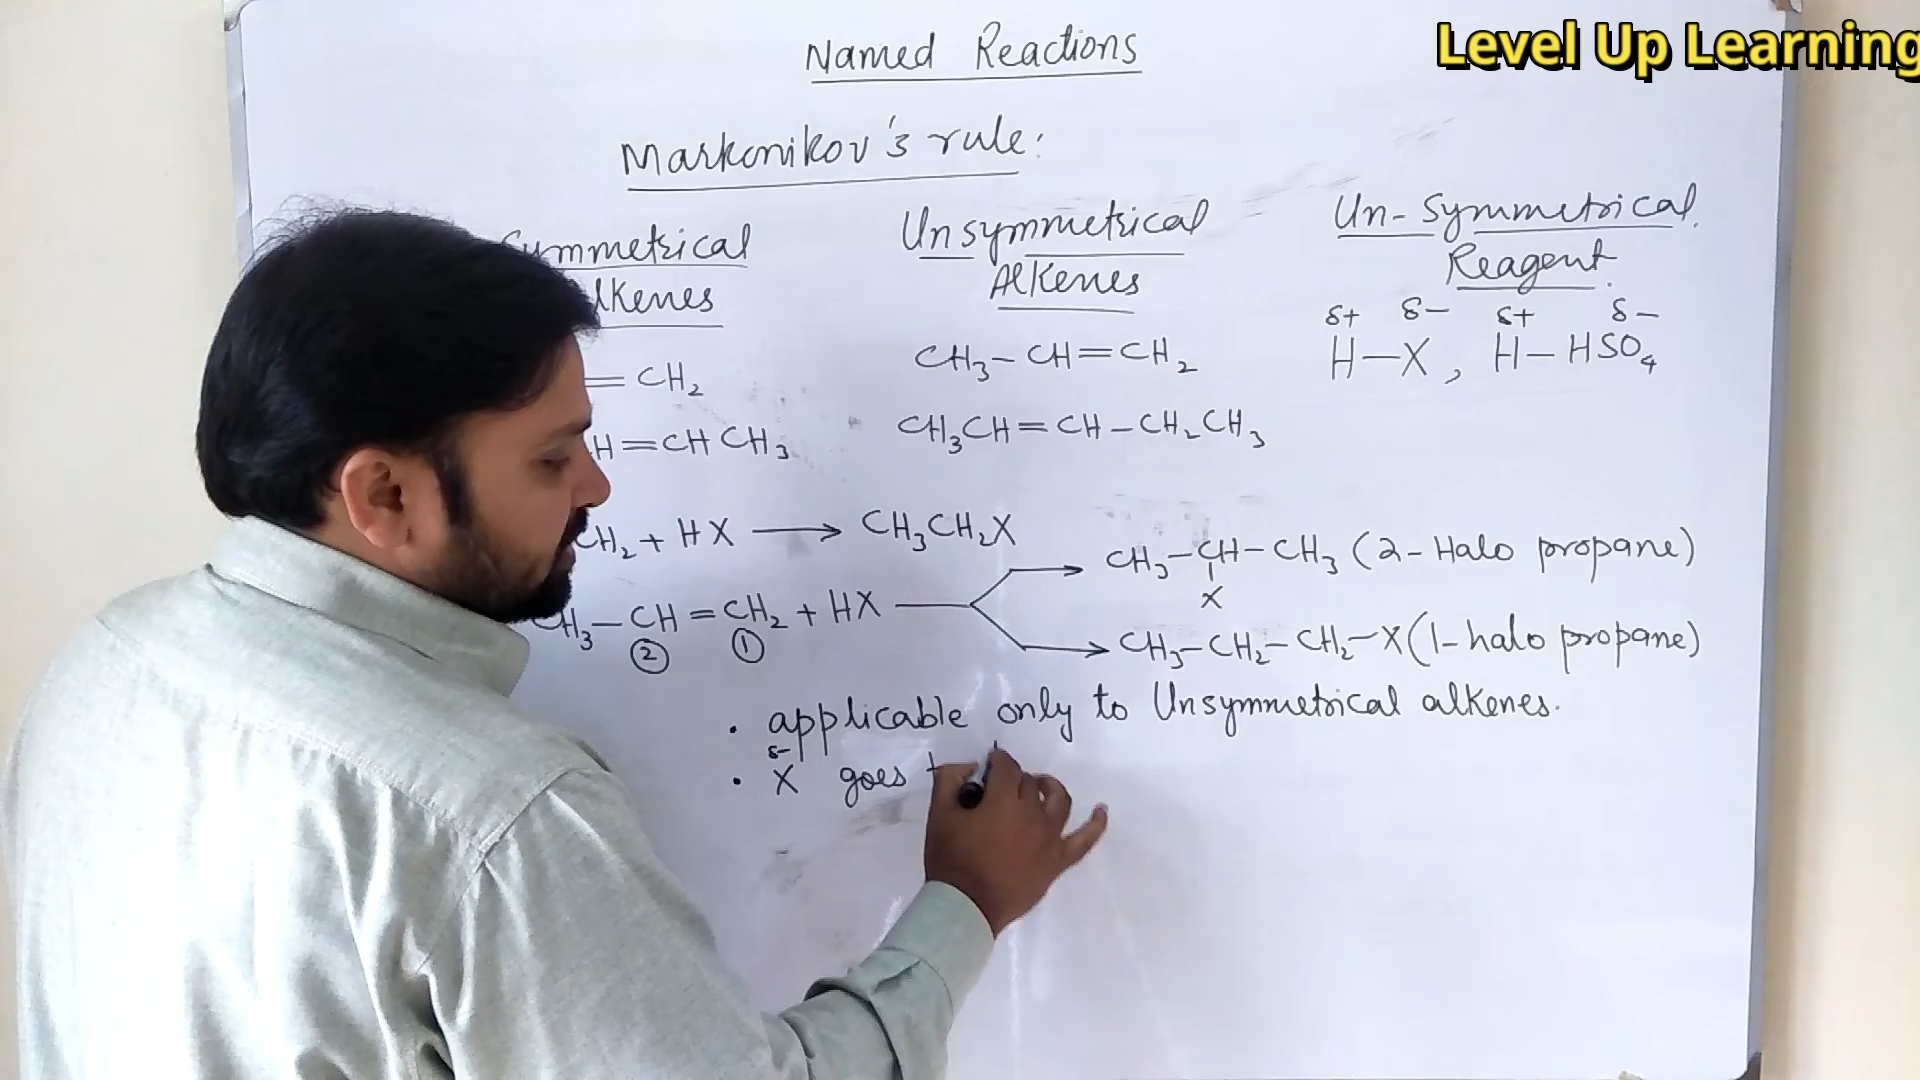 Level Up Learning
Named Reactions
Markonikov's rule:
Symmetrical Alkenes
= CH₂
H=CHCH₃
Unsymmetrical Alkenes
CH₃-CH=CH₂
CH₃CH=CH-CH₂CH₃
Un-Symmetrical. Reagent.
δ+ δ- δ+ δ-
H-X, H-HSO₄
CH₂ + HX → CH₃CH₂X
CH₃-CH=CH₂ + HX
② ①
CH₃-CH-CH₃ (2-Halo propane)
X
CH₃-CH₂-CH₂-X (1-halo propane)
. applicable only to Unsymmetrical alkenes.
δ-
. X goes t